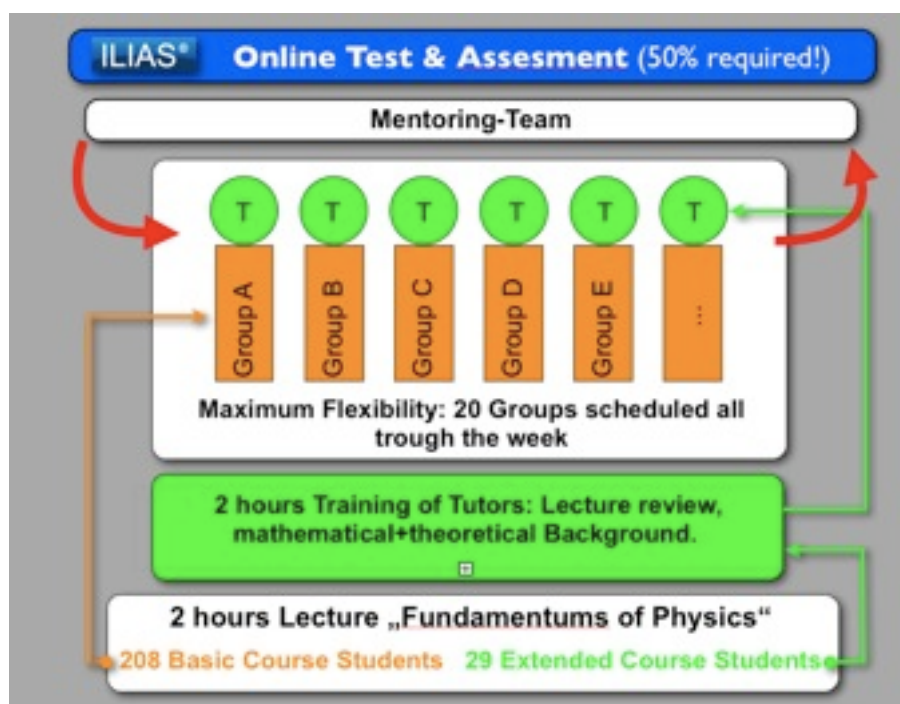 ILIAS® Online Test & Assesment (50% required!)
Mentoring-Team
T T T T T T
Group A Group B Group C Group D Group E ...
Maximum Flexibility: 20 Groups scheduled all
trough the week
2 hours Training of Tutors: Lecture review,
mathematical+theoretical Background.
2 hours Lecture „Fundamentums of Physics“
208 Basic Course Students 29 Extended Course Students